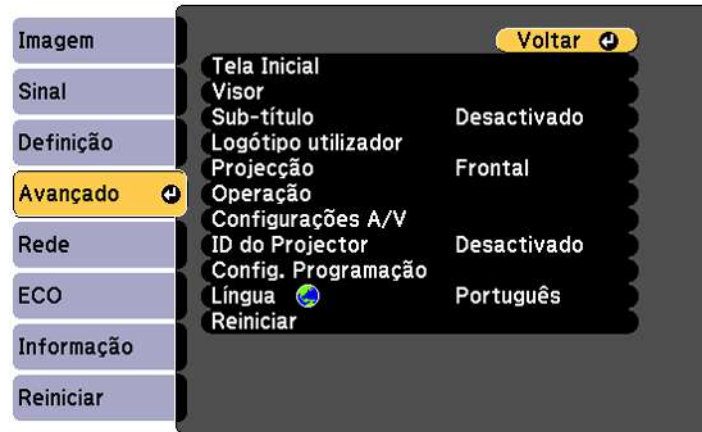 Imagem
Sinal
Definição
Avançado
Rede
ECO
Informação
Reiniciar
Voltar
Tela Inicial
Visor
Sub-título Desactivado
Logótipo utilizador
Projecção Frontal
Operação
Configurações A/V
ID do Projector Desactivado
Config. Programação
Língua Português
Reiniciar